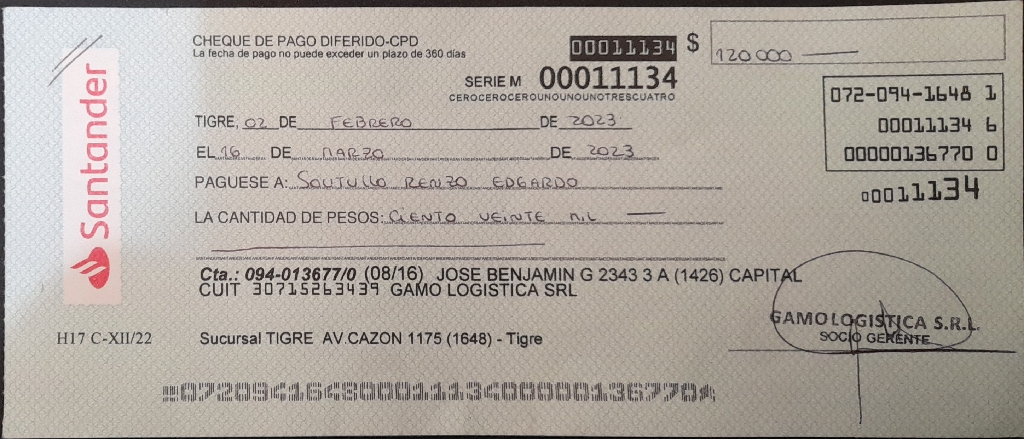 Santander
CHEQUE DE PAGO DIFERIDO-CPD
La fecha de pago no puede exceder un plazo de 360 días
00011134 $ 120.000
SERIE M 00011134
CEROCEROCEROUNOUNOUNOTRESCUATRO
072-094-1648 1
00011134 6
00000136770 0
00011134
TIGRE, 02 DE FEBRERO DE 2023
EL 16 DE MARZO DE 2023
PAGUESE A: SOUTULLO RENZO EDGARDO
LA CANTIDAD DE PESOS: CIENTO VEINTE MIL
Cta.: 094-013677/0 (08/16) JOSE BENJAMIN G 2343 3 A (1426) CAPITAL
CUIT 30715263439 GAMO LOGISTICA SRL
GAMO LOGISTICA S.R.L.
SOCIO GERENTE
H17 C-XII/22 Sucursal TIGRE AV.CAZON 1175 (1648) - Tigre
07209416480001113400000136770